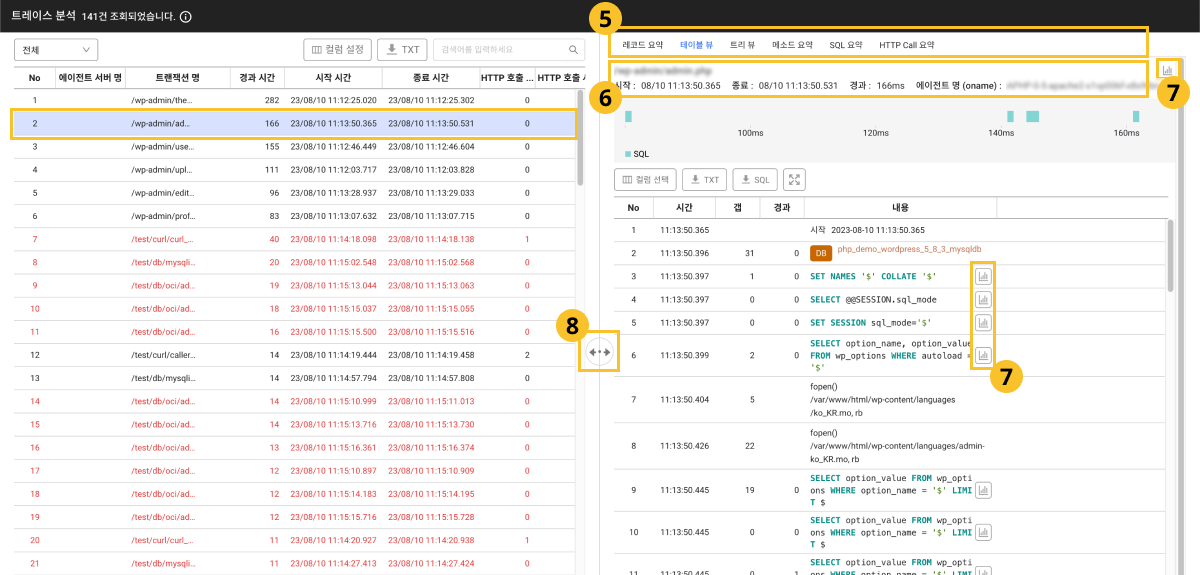 트레이스 분석 141건 조회되었습니다.
전체
컬럼 설정
TXT
검색어를 입력하세요
No 에이전트 서버 명 트랜잭션 명 경과 시간 시작 시간 종료 시간 HTTP 호출 ... HTTP 호출 시
1 /wp-admin/the... 282 23/08/10 11:12:25.020 23/08/10 11:12:25.302 0
2 /wp-admin/ad... 166 23/08/10 11:13:50.365 23/08/10 11:13:50.531 0
3 /wp-admin/use... 155 23/08/10 11:12:46.449 23/08/10 11:12:46.604 0
4 /wp-admin/upl... 111 23/08/10 11:12:03.717 23/08/10 11:12:03.828 0
5 /wp-admin/edit... 96 23/08/10 11:13:28.937 23/08/10 11:13:29.033 0
6 /wp-admin/prof... 83 23/08/10 11:13:07.632 23/08/10 11:13:07.715 0
7 /test/curl/curl_... 40 23/08/10 11:14:18.098 23/08/10 11:14:18.138 1
8 /test/db/mysqli... 20 23/08/10 11:15:02.548 23/08/10 11:15:02.568 0
9 /test/db/oci/ad... 19 23/08/10 11:15:13.044 23/08/10 11:15:13.063 0
10 /test/db/oci/ad... 18 23/08/10 11:15:15.037 23/08/10 11:15:15.055 0
11 /test/db/oci/ad... 16 23/08/10 11:15:15.500 23/08/10 11:15:15.516 0
12 /test/curl/caller... 14 23/08/10 11:14:19.444 23/08/10 11:14:19.458 2
13 /test/db/mysqli... 14 23/08/10 11:14:57.794 23/08/10 11:14:57.808 0
14 /test/db/oci/ad... 14 23/08/10 11:15:10.999 23/08/10 11:15:11.013 0
15 /test/db/oci/ad... 14 23/08/10 11:15:13.716 23/08/10 11:15:13.730 0
16 /test/db/oci/ad... 13 23/08/10 11:15:16.361 23/08/10 11:15:16.374 0
17 /test/db/oci/ad... 12 23/08/10 11:15:10.897 23/08/10 11:15:10.909 0
18 /test/db/oci/ad... 12 23/08/10 11:15:14.183 23/08/10 11:15:14.195 0
19 /test/db/oci/ad... 12 23/08/10 11:15:15.716 23/08/10 11:15:15.728 0
20 /test/curl/curl_... 11 23/08/10 11:14:20.927 23/08/10 11:14:20.938 1
21 /test/db/mysqli... 11 23/08/10 11:14:27.413 23/08/10 11:14:27.424 0
8
5
레코드 요약 테이블 뷰 트리 뷰 메소드 요약 SQL 요약 HTTP Call 요약
6
/wp-admin/admin.php
시작 : 08/10 11:13:50.365 종료 : 08/10 11:13:50.531 경과 : 166ms 에이전트 명 (oname) :
7
100ms 120ms 140ms 160ms
SQL
컬럼 선택
TXT
SQL
No 시간 갭 경과 내용
1 11:13:50.365 시작 2023-08-10 11:13:50.365
2 11:13:50.396 31 0 DB php_demo_wordpress_5_8_3_mysqldb
3 11:13:50.397 1 0 SET NAMES '$' COLLATE '$'
4 11:13:50.397 0 0 SELECT @@SESSION.sql_mode
5 11:13:50.397 0 0 SET SESSION sql_mode='$'
6 11:13:50.399 2 0 SELECT option_name, option_value
FROM wp_options WHERE autoload =
'$'
7
7 11:13:50.404 5 fopen()
/var/www/html/wp-content/languages
/ko_KR.mo, rb
8 11:13:50.426 22 fopen()
/var/www/html/wp-content/languages/admin-
ko_KR.mo, rb
9 11:13:50.445 19 0 SELECT option_value FROM wp_opti
ons WHERE option_name = '$' LIMI
T $
10 11:13:50.445 0 0 SELECT option_value FROM wp_opti
ons WHERE option_name = '$' LIMI
T $
11 11:13:50.446 0 1 SELECT option_value FROM wp_opti
ons WHERE option_name = '$' LIMI